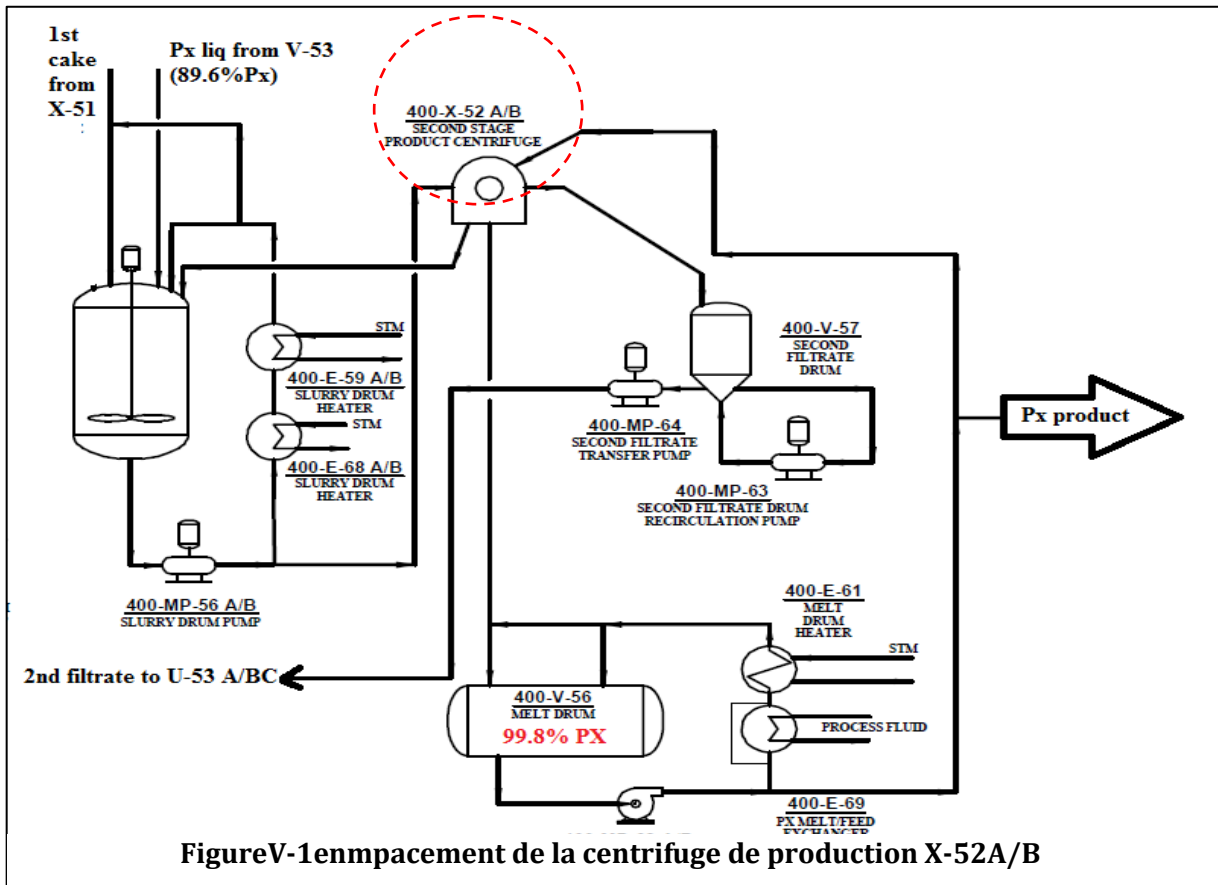 1st
cake
from
X-51
Px liq from V-53
(89.6%Px)
400-X-52 A/B
SECOND STAGE
PRODUCT CENTRIFUGE
STM
400-E-59 A/B
SLURRY DRUM
HEATER
STM
400-E-68 A/B
SLURRY DRUM
HEATER
400-V-57
SECOND
FILTRATE
DRUM
400-MP-64
SECOND FILTRATE
TRANSFER PUMP
400-MP-63
SECOND FILTRATE DRUM
RECIRCULATION PUMP
Px product
400-MP-56 A/B
SLURRY DRUM PUMP
2nd filtrate to U-53 A/BC
400-E-61
MELT
DRUM
HEATER
STM
400-V-56
MELT DRUM
99.8% PX
PROCESS FLUID
400-E-69
PX MELT/FEED
EXCHANGER
FigureV-1enmpacement de la centrifuge de production X-52A/B